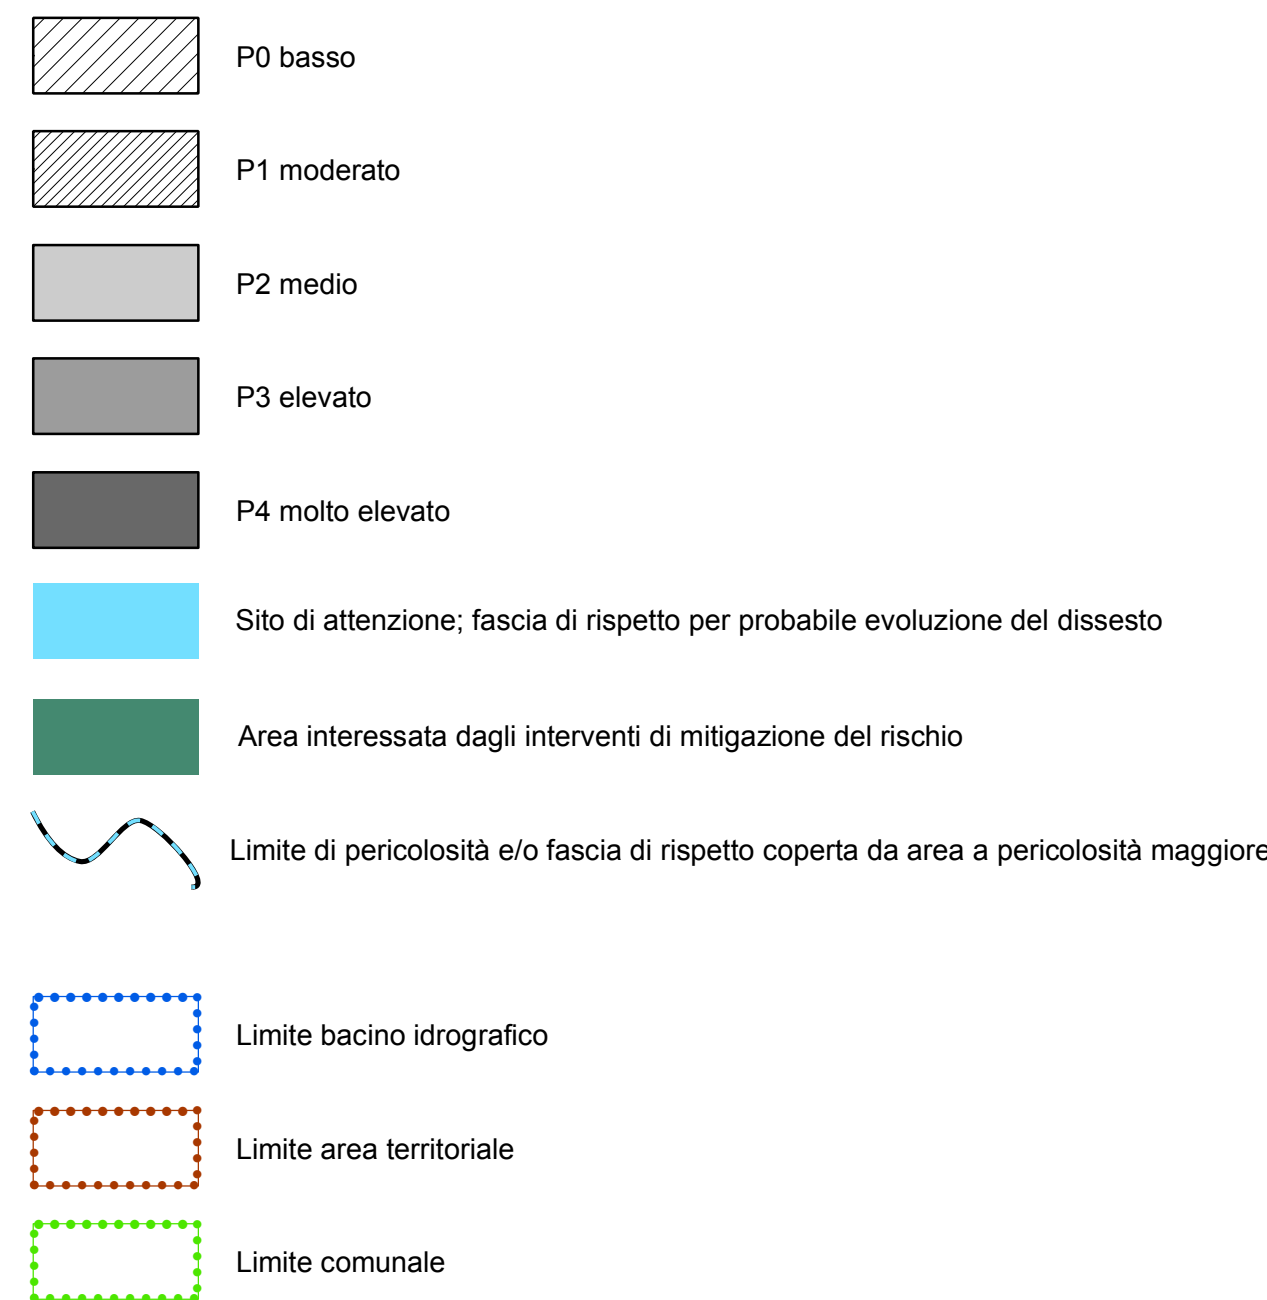 P0 basso
P1 moderato
P2 medio
P3 elevato
P4 molto elevato
Sito di attenzione; fascia di rispetto per probabile evoluzione del dissesto
Area interessata dagli interventi di mitigazione del rischio
Limite di pericolosità e/o fascia di rispetto coperta da area a pericolosità maggiore
Limite bacino idrografico
Limite area territoriale
Limite comunale